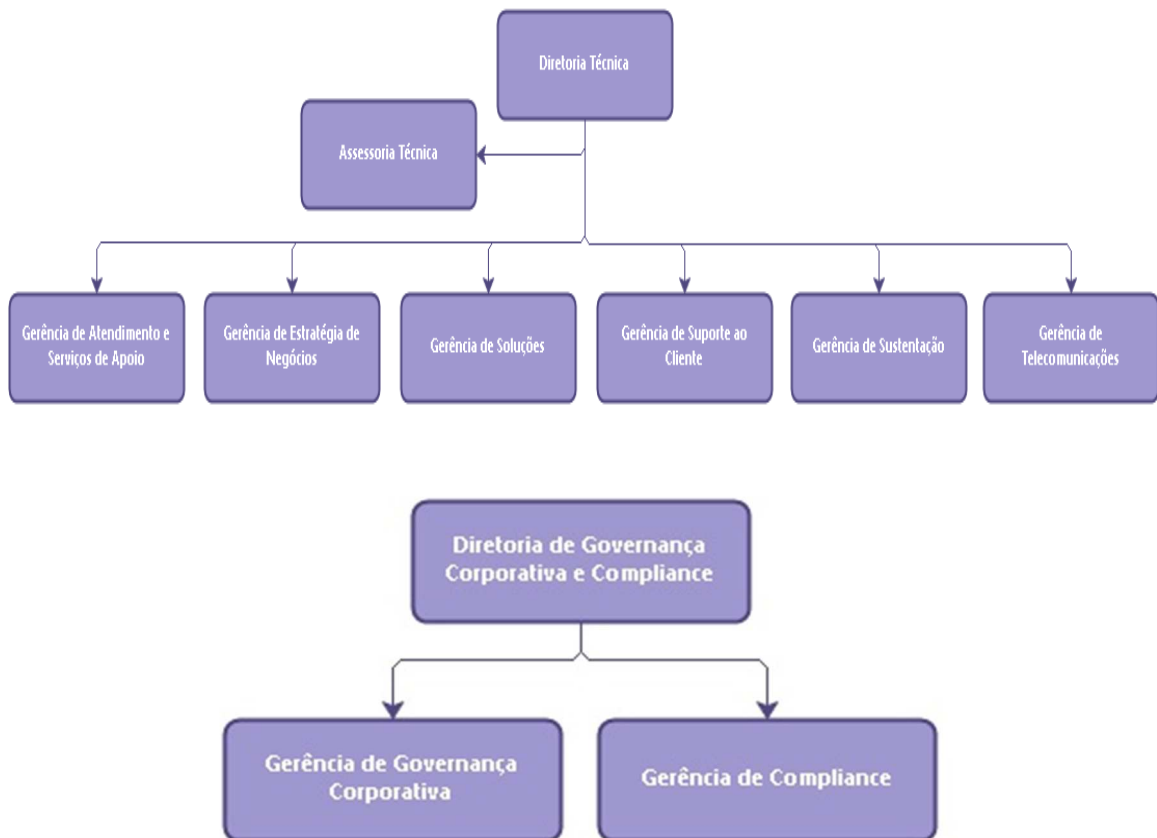 Diretoria Técnica
Assessoria Técnica
Gerência de Atendimento e
Serviços de Apoio
Gerência de Estratégia de
Negócios
Gerência de Soluções
Gerência de Suporte ao
Cliente
Gerência de Sustentação
Gerência de
Telecomunicações
Diretoria de Governança
Corporativa e Compliance
Gerência de Governança
Corporativa
Gerência de Compliance